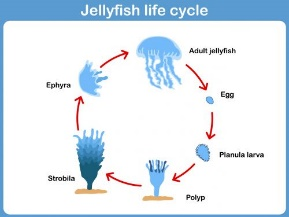 Jellyfish life cycle
Adult jellyfish
Egg
Planula larva
Polyp
Strobila
Ephyra